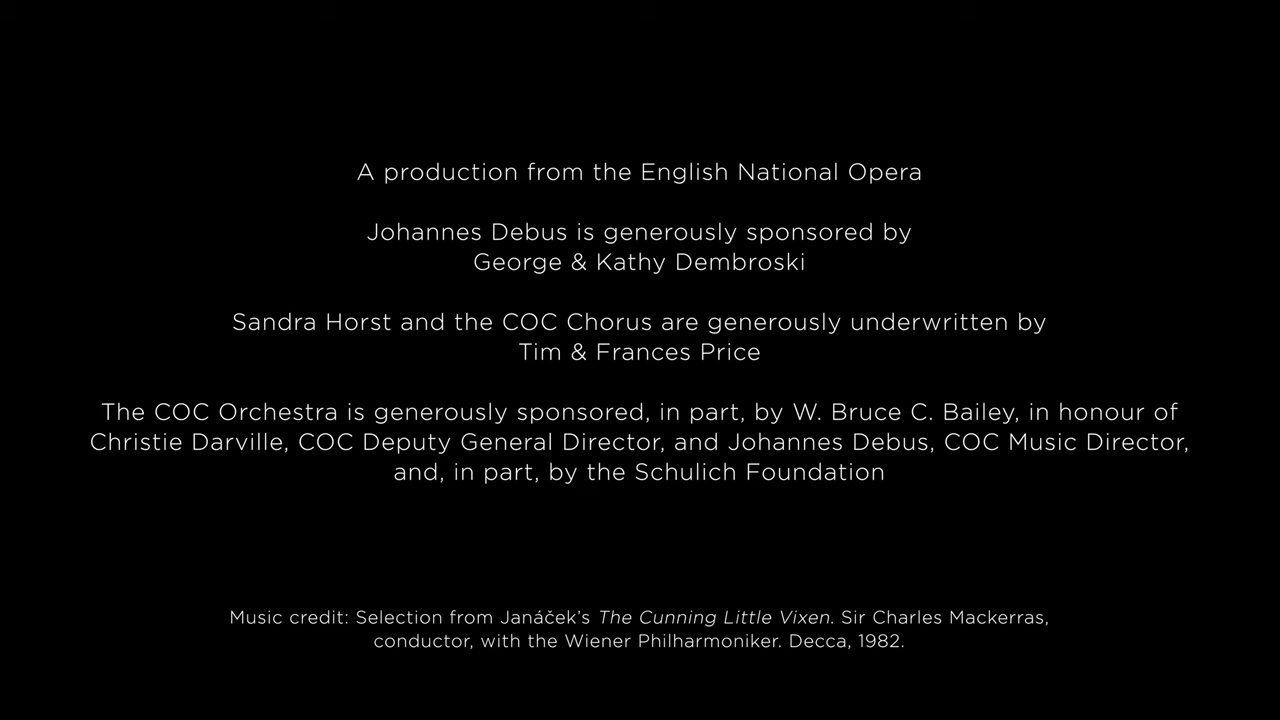 A production from the English National Opera
Johannes Debus is generously sponsored by
George & Kathy Dembroski
Sandra Horst and the COC Chorus are generously underwritten by
Tim & Frances Price
The COC Orchestra is generously sponsored, in part, by W. Bruce C. Bailey, in honour of
Christie Darville, COC Deputy General Director, and Johannes Debus, COC Music Director,
and, in part, by the Schulich Foundation
Music credit: Selection from Janáček’s The Cunning Little Vixen. Sir Charles Mackerras,
conductor, with the Wiener Philharmoniker. Decca, 1982.